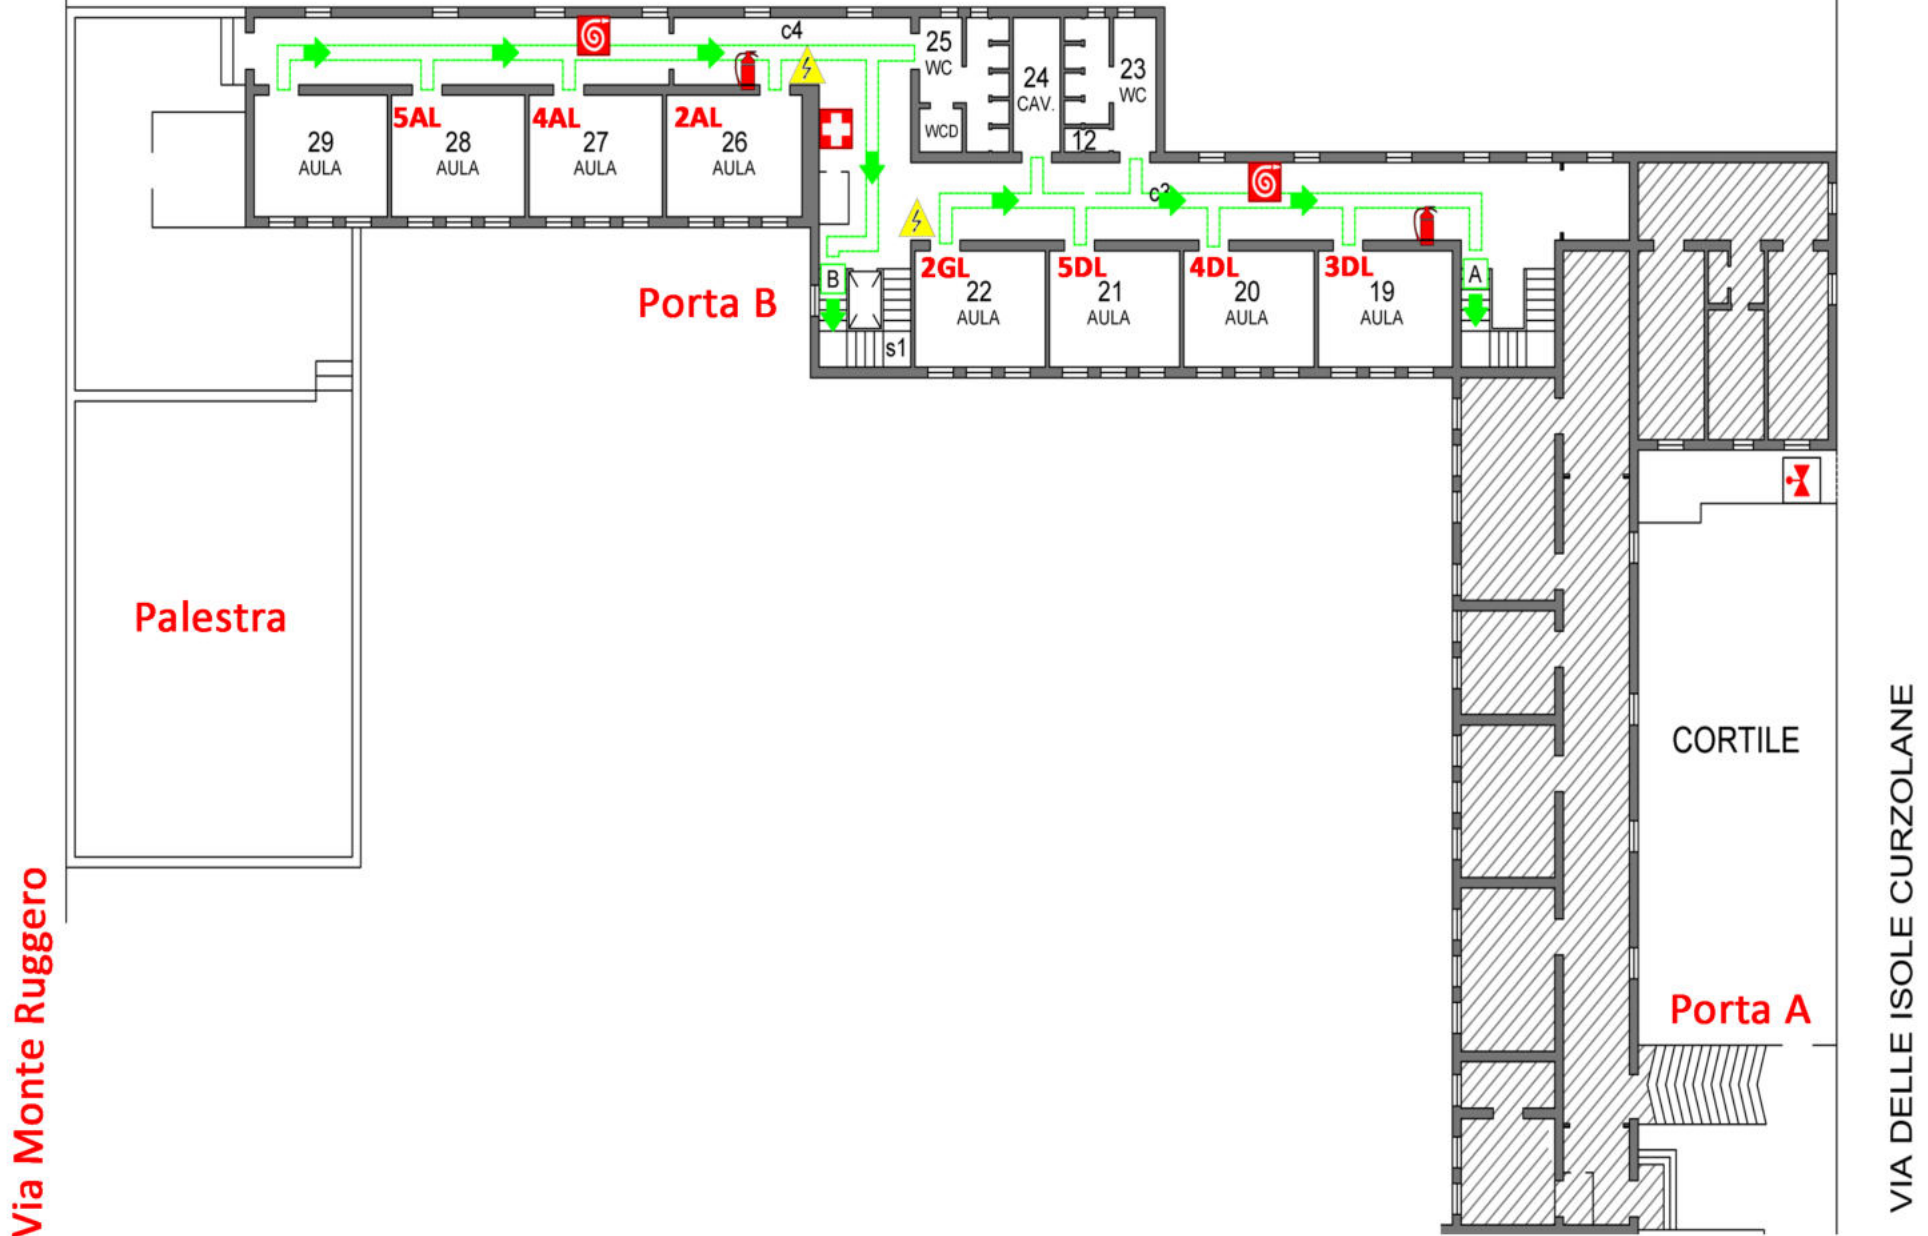 c4
25
WC
24
CAV.
23
WC
WCD
12
5AL
4AL
2AL
29
AULA
28
AULA
27
AULA
26
AULA
c3
B
A
2GL
5DL
4DL
3DL
22
AULA
21
AULA
20
AULA
19
AULA
s1
Porta B
Palestra
CORTILE
Porta A
Via Monte Ruggero
VIA DELLE ISOLE CURZOLANE